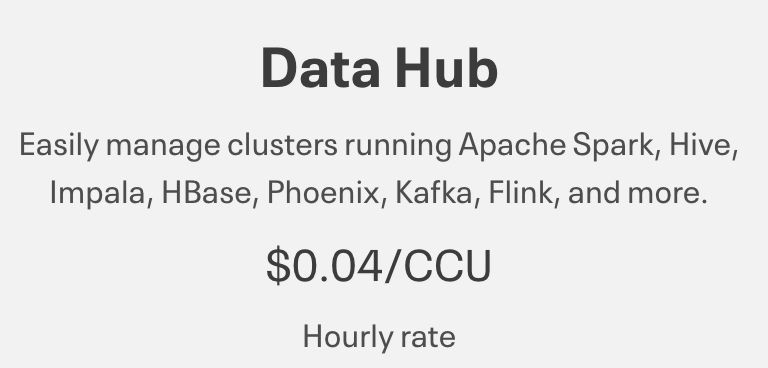 Data Hub
Easily manage clusters running Apache Spark, Hive,
Impala, HBase, Phoenix, Kafka, Flink, and more.
$0.04/CCU
Hourly rate